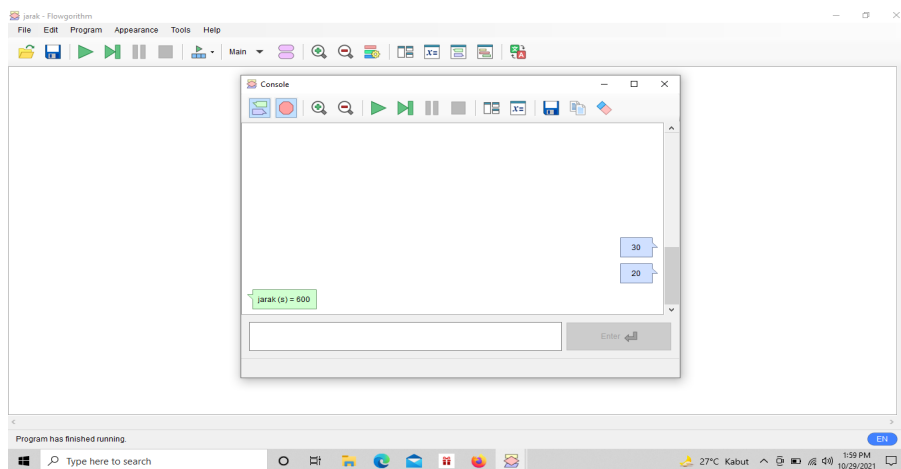 jarak - Flowgorithm
File Edit Program Appearance Tools Help
Main
Console
30
20
jarak (s) = 600
Enter
Program has finished running.
EN
Type here to search
27°C Kabut
1:59 PM
10/29/2021